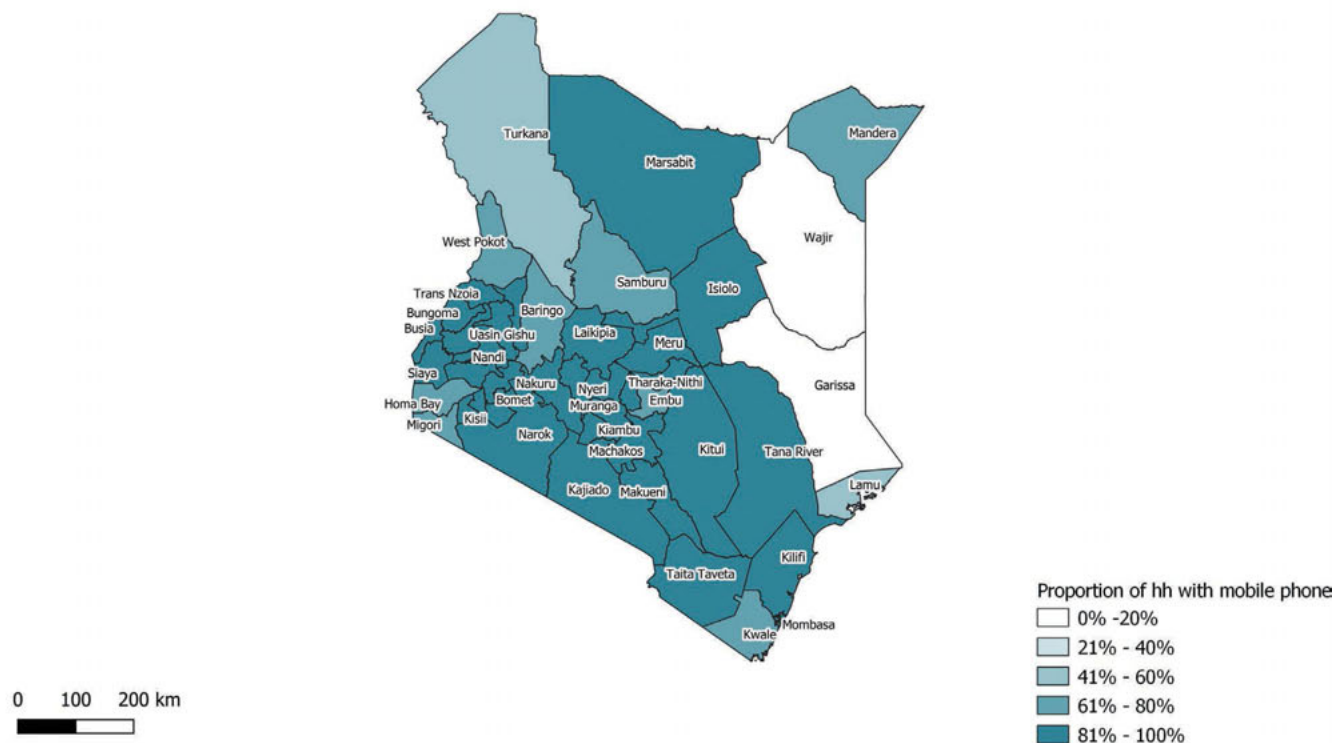 Turkana
Mandera
Marsabit
Wajir
West Pokot
Samburu
Isiolo
Trans Nzoia
Baringo
Bungoma
Busia
Uasin Gishu
Laikipia
Meru
Nandi
Siaya
Nakuru
Nyeri
Tharaka-Nithi
Garissa
Homa Bay
Bomet
Muranga
Embu
Migori
Kisii
Narok
Kiambu
Machakos
Kitui
Tana River
Kajiado
Makueni
Lamu
Kilifi
Taita Taveta
Kwale
Mombasa
Proportion of hh with mobile phone
0% -20%
21% - 40%
41% - 60%
61% - 80%
81% - 100%
0 100 200 km